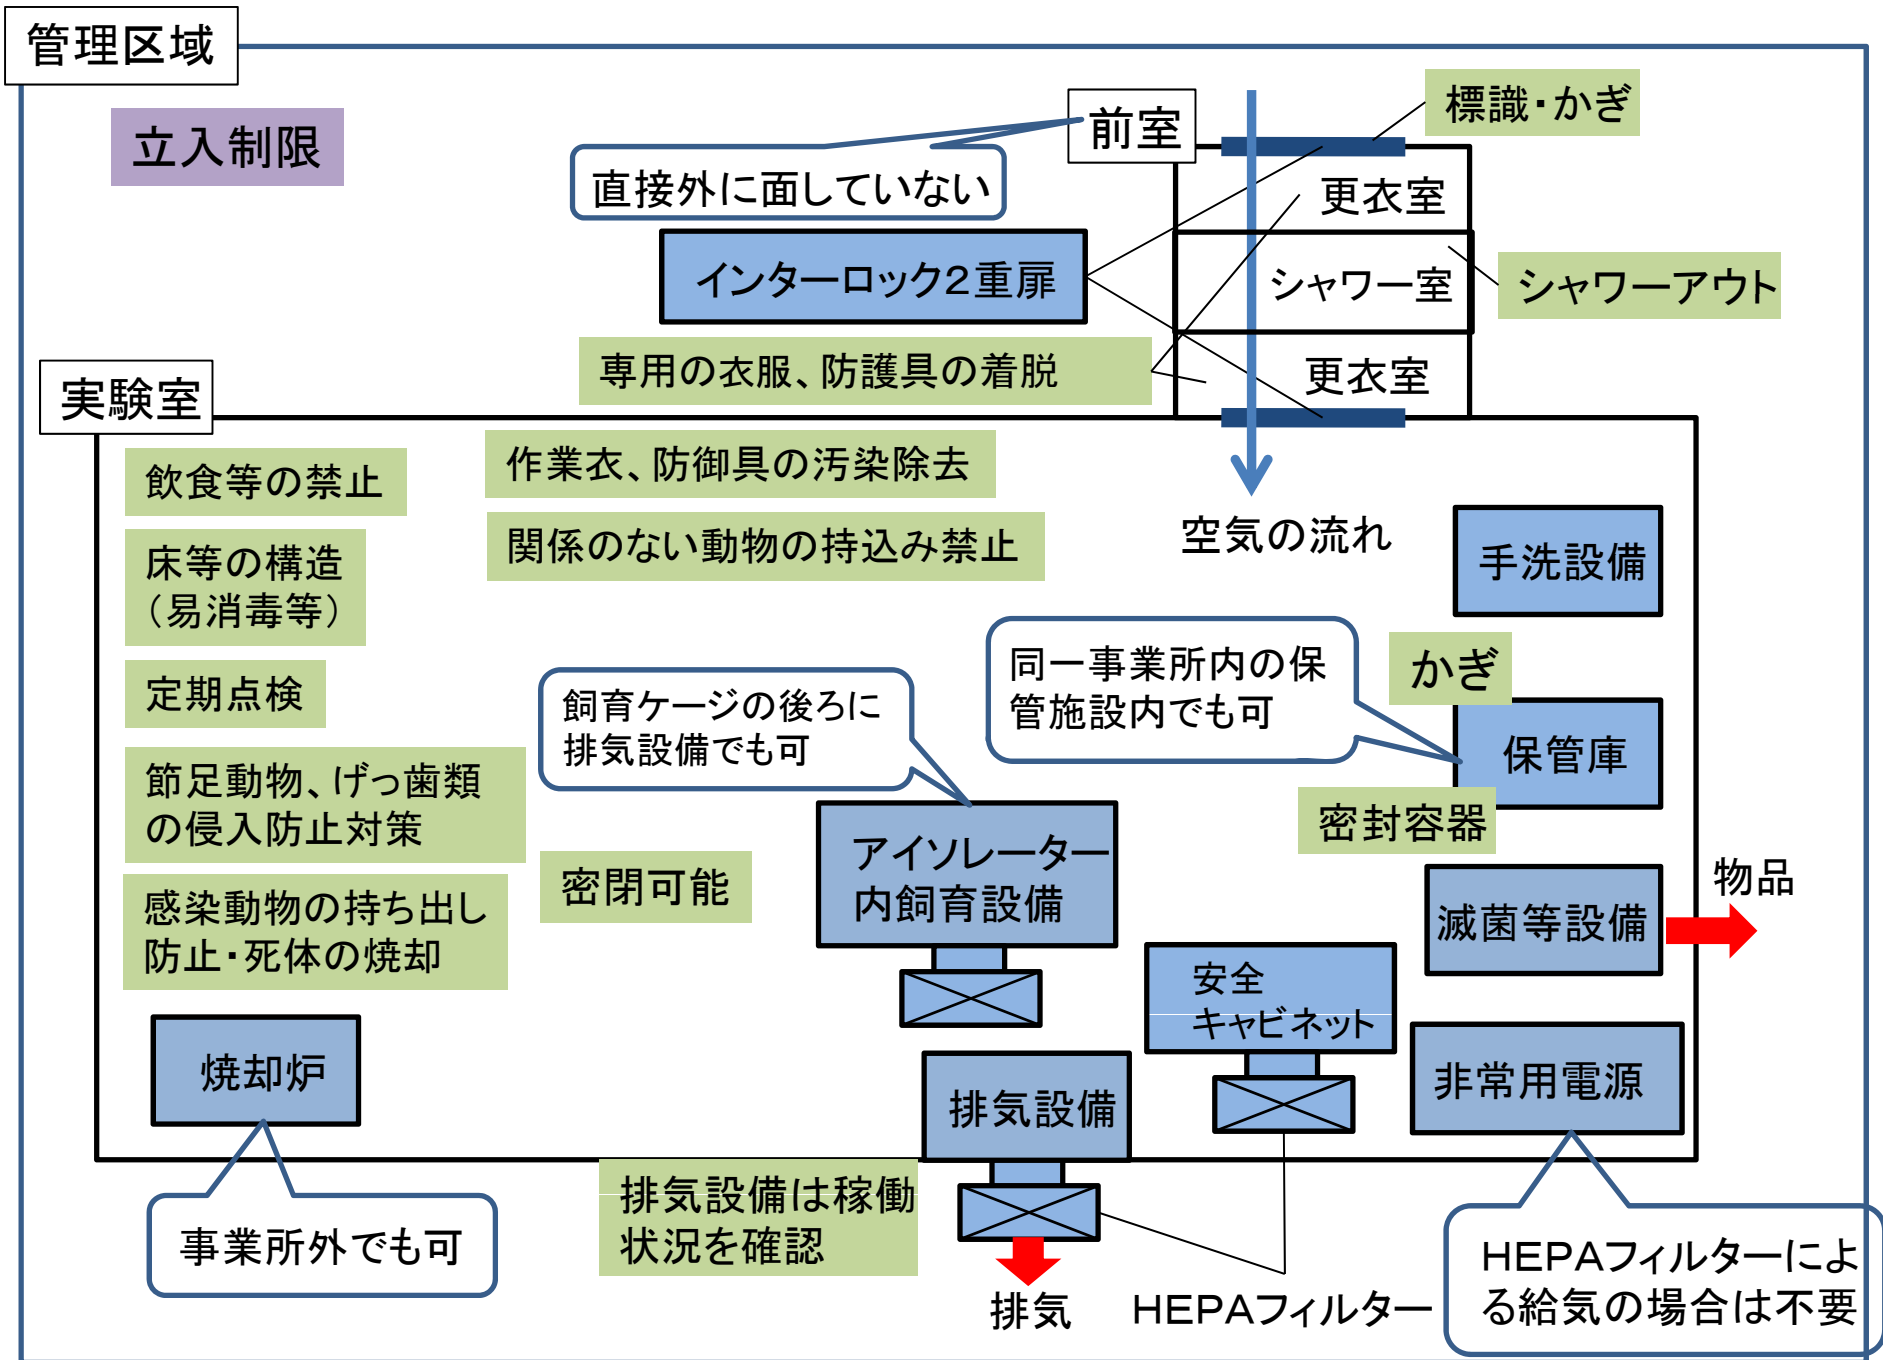 管理区域
立入制限
標識・かぎ
前室
直接外に面していない
更衣室
インターロック２重扉
シャワー室
シャワーアウト
専用の衣服、防護具の着脱
更衣室
実験室
飲食等の禁止
作業衣、防御具の汚染除去
床等の構造
（易消毒等）
関係のない動物の持込み禁止
空気の流れ
手洗設備
定期点検
飼育ケージの後ろに
排気設備でも可
同一事業所内の保
管施設内でも可
かぎ
保管庫
密封容器
節足動物、げっ歯類
の侵入防止対策
密閉可能
アイソレーター
内飼育設備
物品
滅菌等設備
感染動物の持ち出し
防止・死体の焼却
安全
キャビネット
焼却炉
排気設備
非常用電源
事業所外でも可
排気設備は稼働
状況を確認
排気
ＨＥＰＡフィルター
ＨＥＰＡフィルターによ
る給気の場合は不要